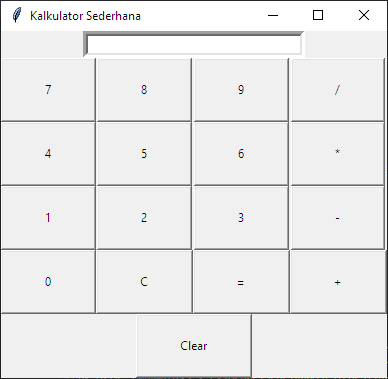 Kalkulator Sederhana
7 8 9 /
4 5 6 *
1 2 3 -
0 C = +
Clear